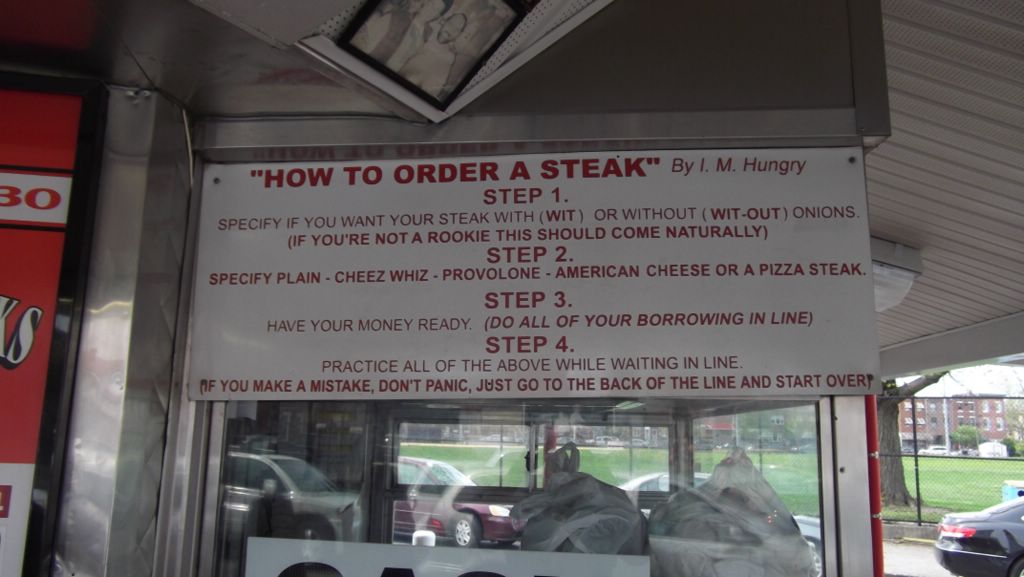 "HOW TO ORDER A STEAK" By I. M. Hungry
STEP 1.
SPECIFY IF YOU WANT YOUR STEAK WITH (WIT) OR WITHOUT (WIT-OUT) ONIONS.
(IF YOU'RE NOT A ROOKIE THIS SHOULD COME NATURALLY)
STEP 2.
SPECIFY PLAIN - CHEEZ WHIZ - PROVOLONE - AMERICAN CHEESE OR A PIZZA STEAK.
STEP 3.
HAVE YOUR MONEY READY. (DO ALL OF YOUR BORROWING IN LINE)
STEP 4.
PRACTICE ALL OF THE ABOVE WHILE WAITING IN LINE.
(IF YOU MAKE A MISTAKE, DON'T PANIC, JUST GO TO THE BACK OF THE LINE AND START OVER)
30